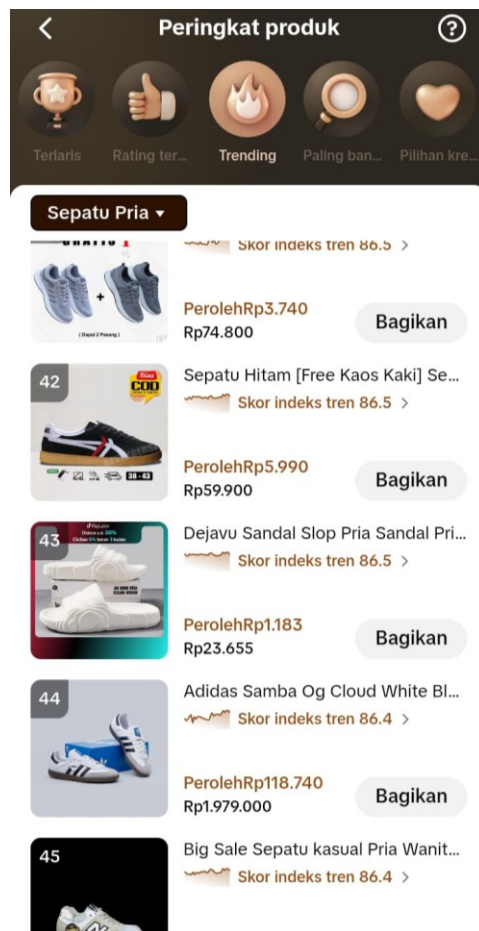 Peringkat produk
Terlaris
Rating ter...
Trending
Paling ban...
Pilihan kre...
Sepatu Pria
Skor indeks tren 86.5
( Dapat 2 Pasang )
PerolehRp3.740
Rp74.800
Bagikan
42
COD
38 - 43
Sepatu Hitam [Free Kaos Kaki] Se...
Skor indeks tren 86.5
PerolehRp5.990
Rp59.900
Bagikan
43
Dejavu Sandal Slop Pria Sandal Pri...
Skor indeks tren 86.5
PerolehRp1.183
Rp23.655
Bagikan
44
Adidas Samba Og Cloud White Bl...
Skor indeks tren 86.4
PerolehRp118.740
Rp1.979.000
Bagikan
45
Big Sale Sepatu kasual Pria Wanit...
Skor indeks tren 86.4